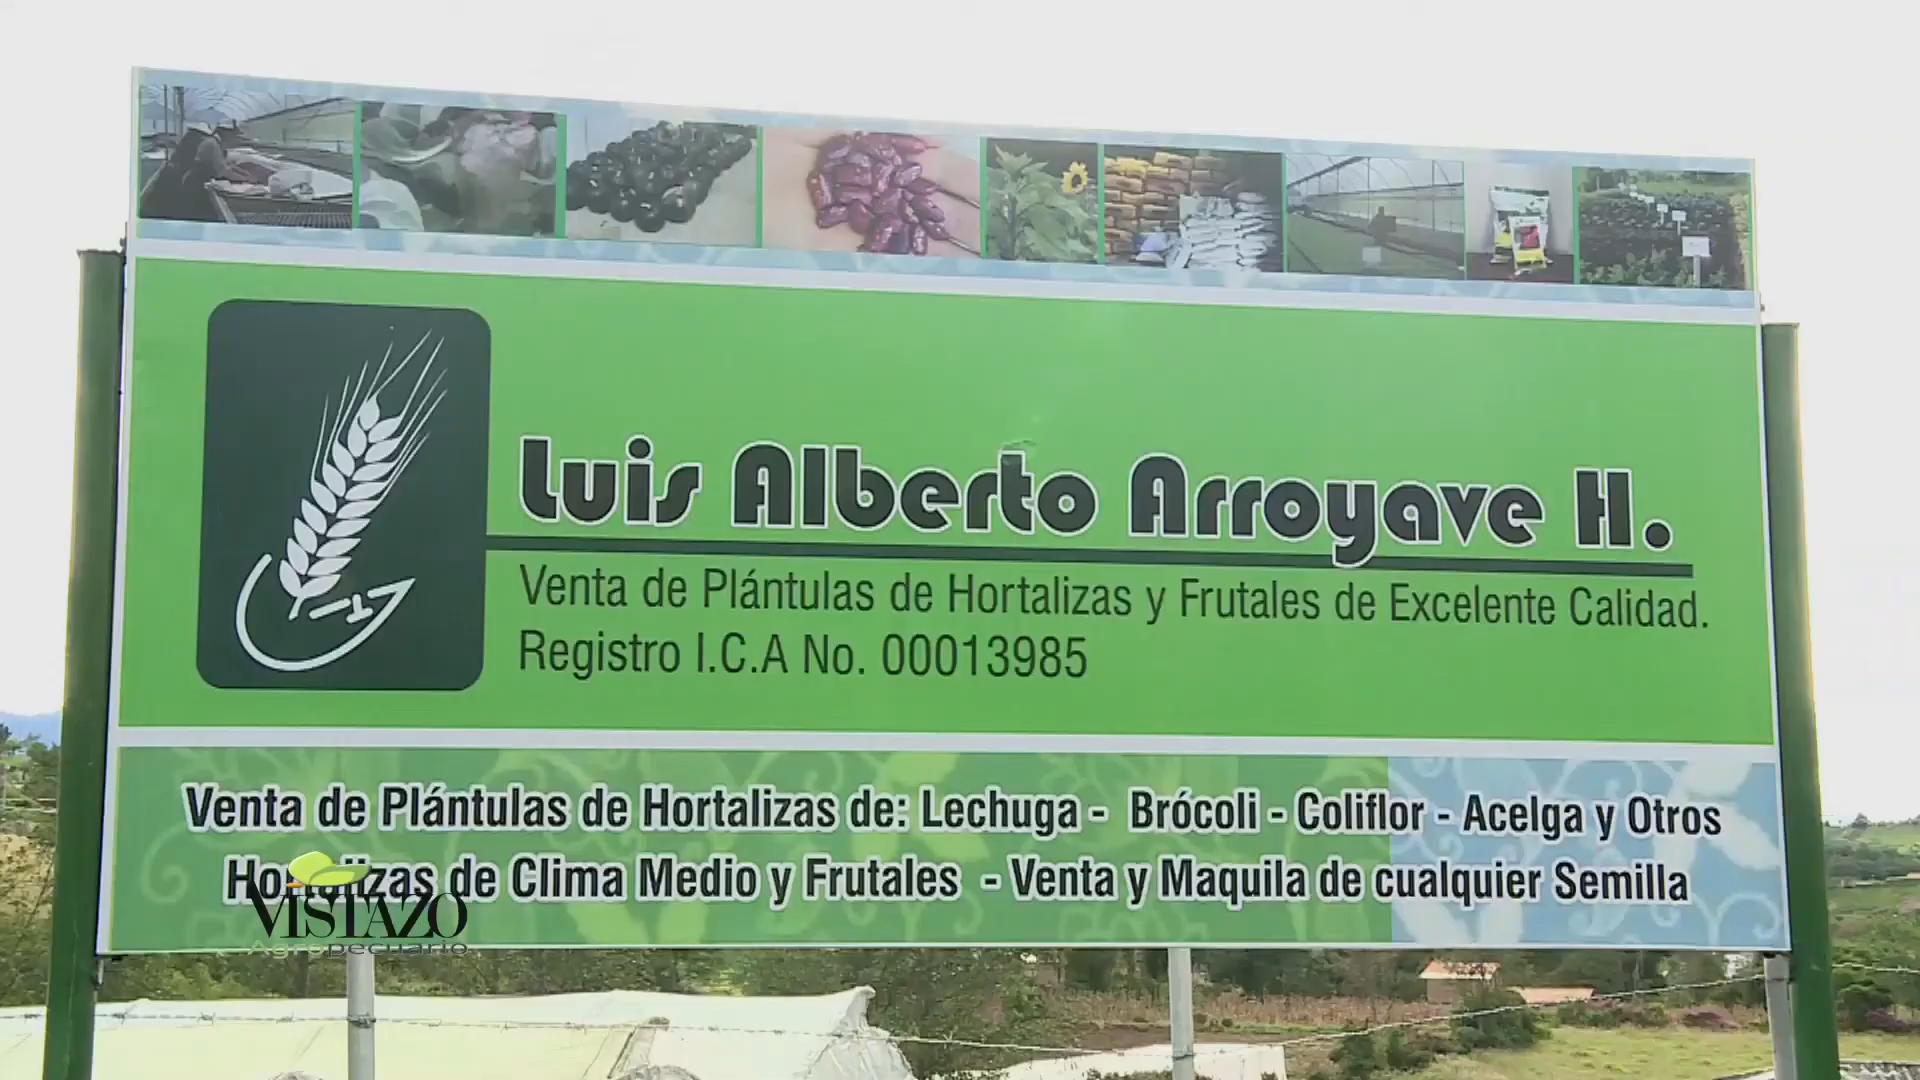 Luis Alberto Arroyave H.
Venta de Plántulas de Hortalizas y Frutales de Excelente Calidad.
Registro I.C.A No. 00013985
Venta de Plántulas de Hortalizas de: Lechuga - Brócoli - Coliflor - Acelga y Otros
Hortalizas de Clima Medio y Frutales - Venta y Maquila de cualquier Semilla
VISTAZO
Agropecuario